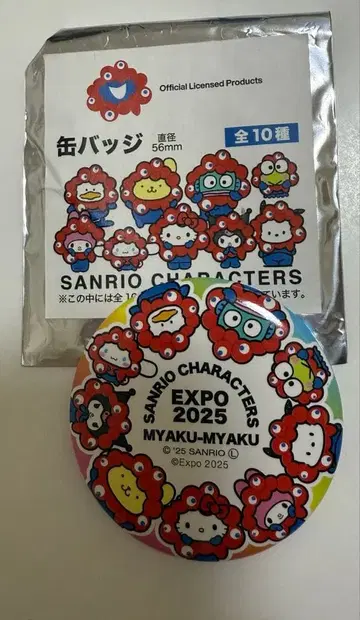 Official Licensed Products
缶バッジ
直径
56mm
全10種
SANRIO CHARACTERS
※この中には全1
ています。
SANRIO CHARACTERS
EXPO
2025
MYAKU-MYAKU
© '25 SANRIO Ⓛ
©Expo 2025